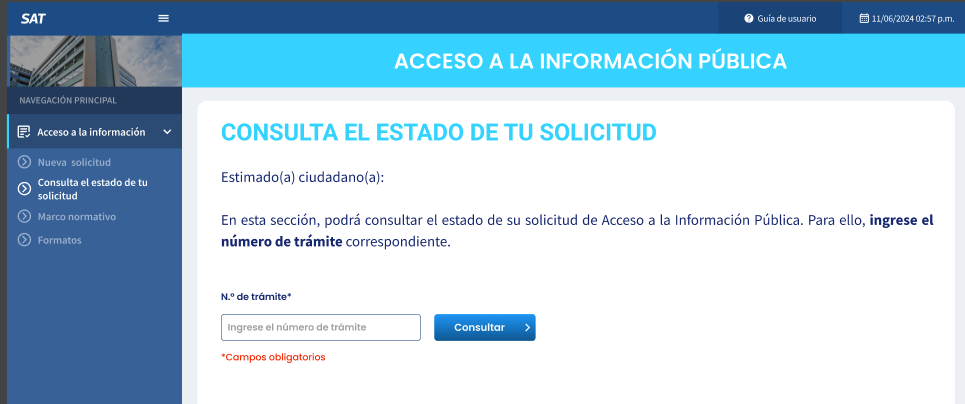 SAT
Guía de usuario
11/06/2024 02:57 p.m.
ACCESO A LA INFORMACIÓN PÚBLICA
NAVEGACIÓN PRINCIPAL
Acceso a la información
Nueva solicitud
Consulta el estado de tu
solicitud
Marco normativo
Formatos
CONSULTA EL ESTADO DE TU SOLICITUD
Estimado(a) ciudadano(a):
En esta sección, podrá consultar el estado de su solicitud de Acceso a la Información Pública. Para ello, ingrese el
número de trámite correspondiente.
N.º de trámite*
Ingrese el número de trámite
Consultar
*Campos obligatorios